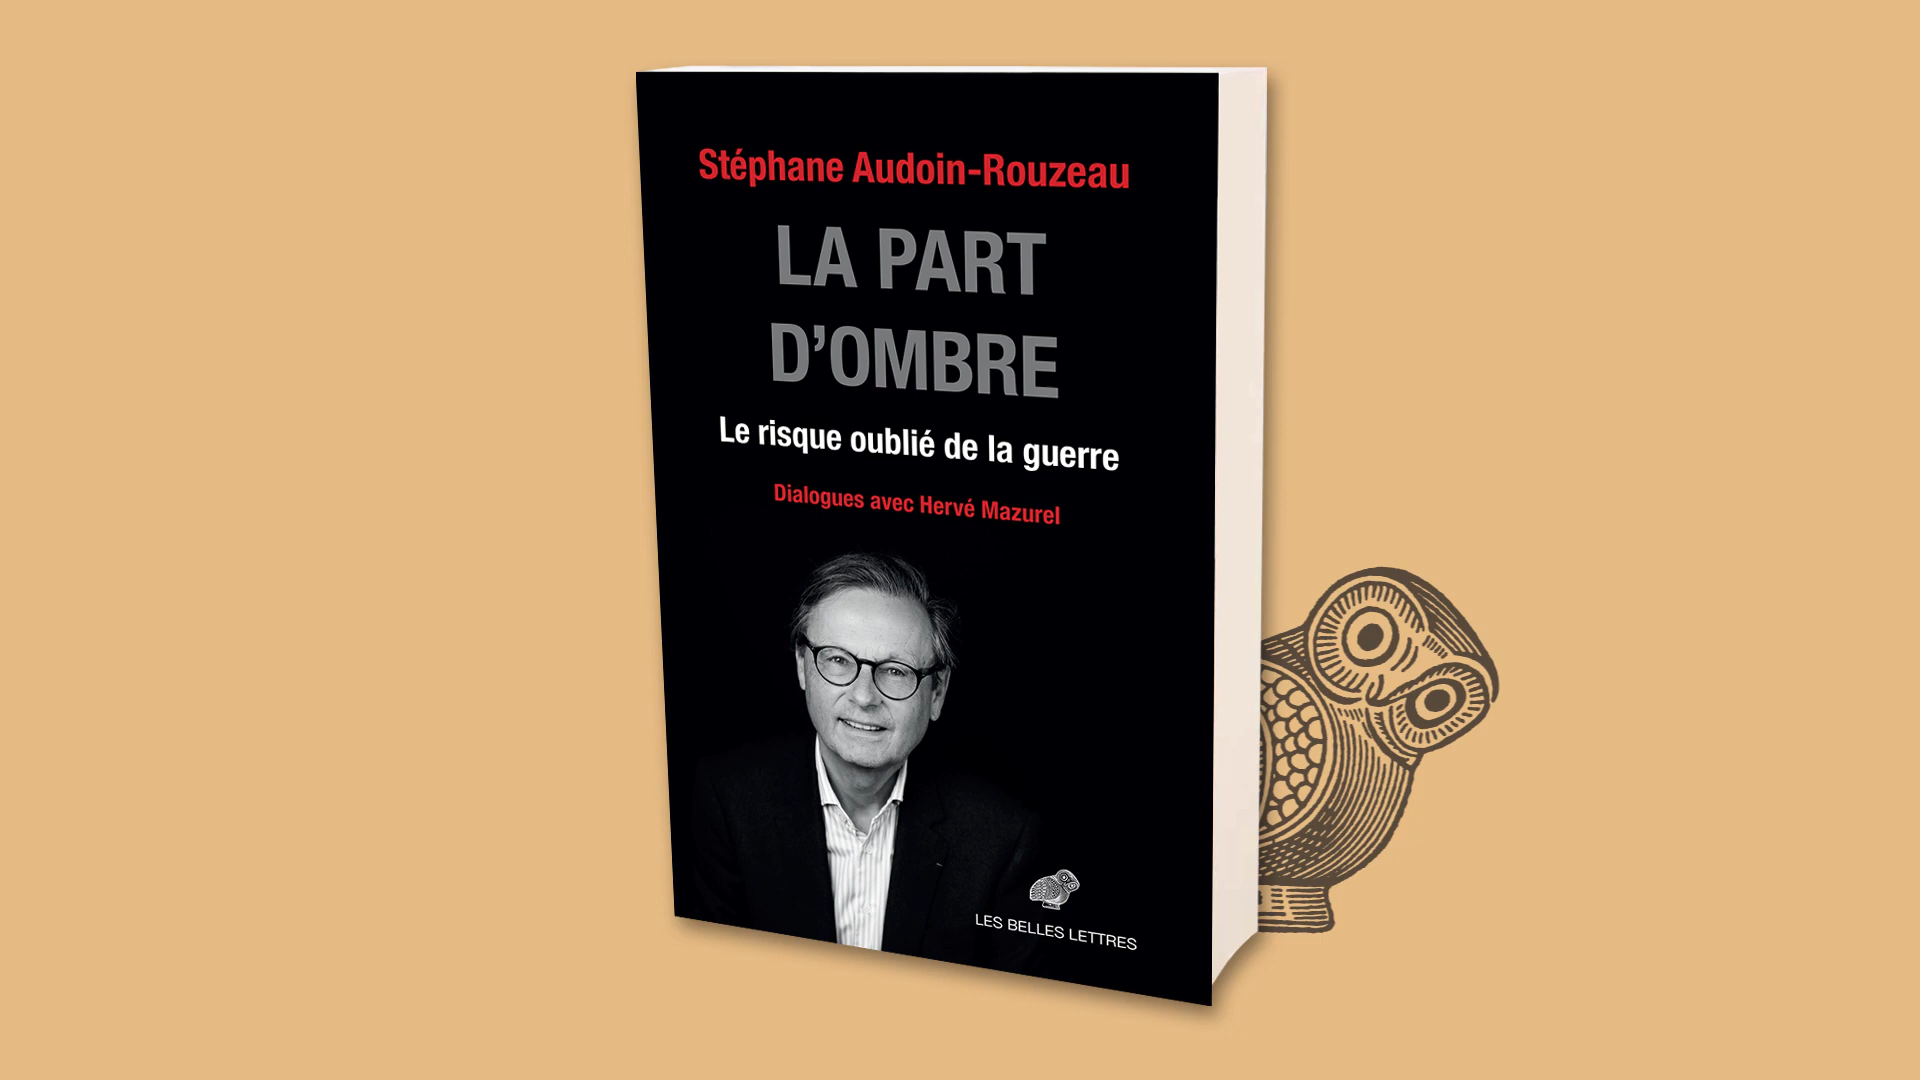 Stéphane Audoin-Rouzeau
LA PART
D’OMBRE
Le risque oublié de la guerre
Dialogues avec Hervé Mazurel
LES BELLES LETTRES